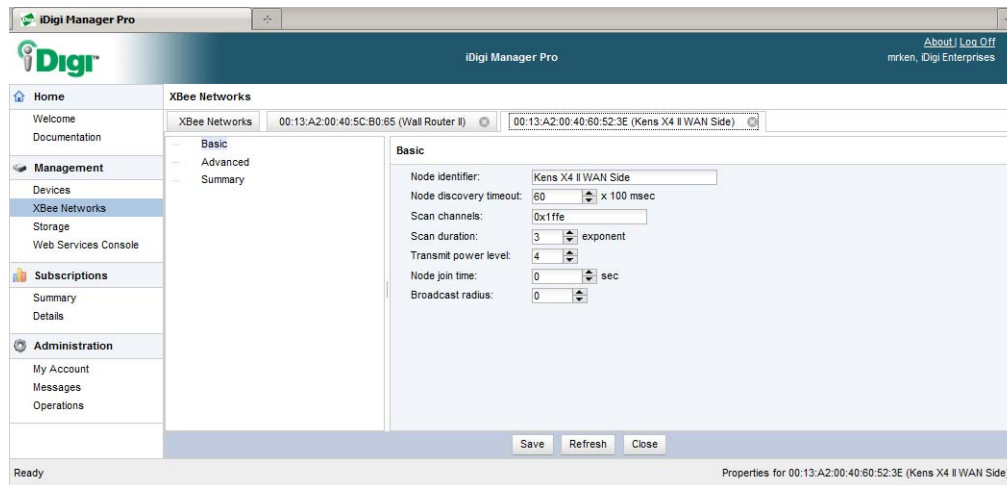 iDigi Manager Pro
iDigi™
iDigi Manager Pro
About | Log Off
mrken, iDigi Enterprises
Home
Welcome
Documentation
Management
Devices
XBee Networks
Storage
Web Services Console
Subscriptions
Summary
Details
Administration
My Account
Messages
Operations
XBee Networks
XBee Networks 00:13:A2:00:40:5C:B0:65 (Wall Router II) 00:13:A2:00:40:60:52:3E (Kens X4 II WAN Side)
Basic
Advanced
Summary
Basic
Node identifier: Kens X4 II WAN Side
Node discovery timeout: 60 x 100 msec
Scan channels: 0x1ffe
Scan duration: 3 exponent
Transmit power level: 4
Node join time: 0 sec
Broadcast radius: 0
Save Refresh Close
Ready
Properties for 00:13:A2:00:40:60:52:3E (Kens X4 II WAN Side